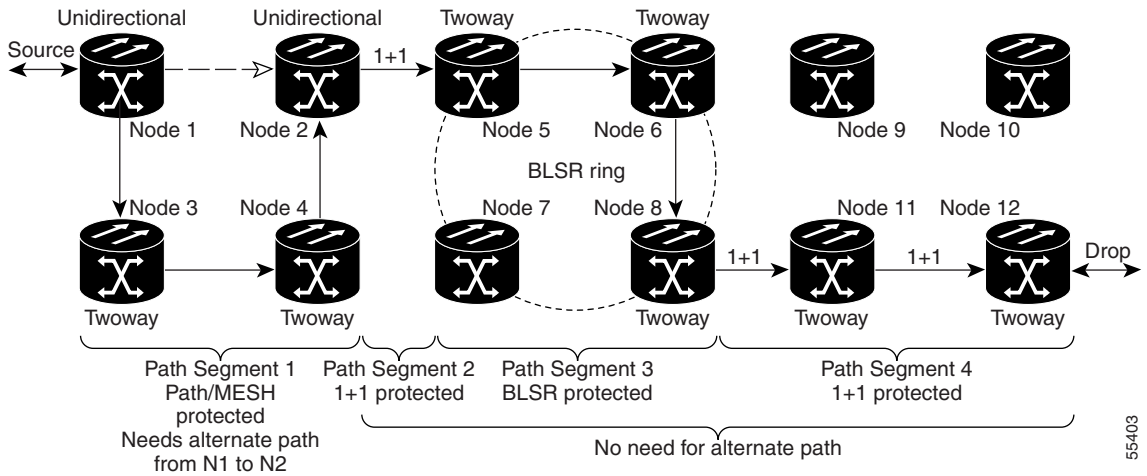 Unidirectional
Unidirectional
Twoway
Twoway
Source
1+1
Node 1
Node 2
Node 5
Node 6
Node 9
Node 10
BLSR ring
Node 3
Node 4
Node 7
Node 8
Node 11
Node 12
1+1
1+1
Drop
Twoway
Twoway
Twoway
Twoway
Twoway
Path Segment 1
Path/MESH
protected
Needs alternate path
from N1 to N2
Path Segment 2
1+1 protected
Path Segment 3
BLSR protected
Path Segment 4
1+1 protected
No need for alternate path
55403